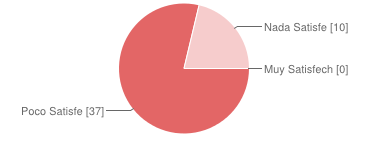 Nada Satisfe [10]
Muy Satisfech [0]
Poco Satisfe [37]